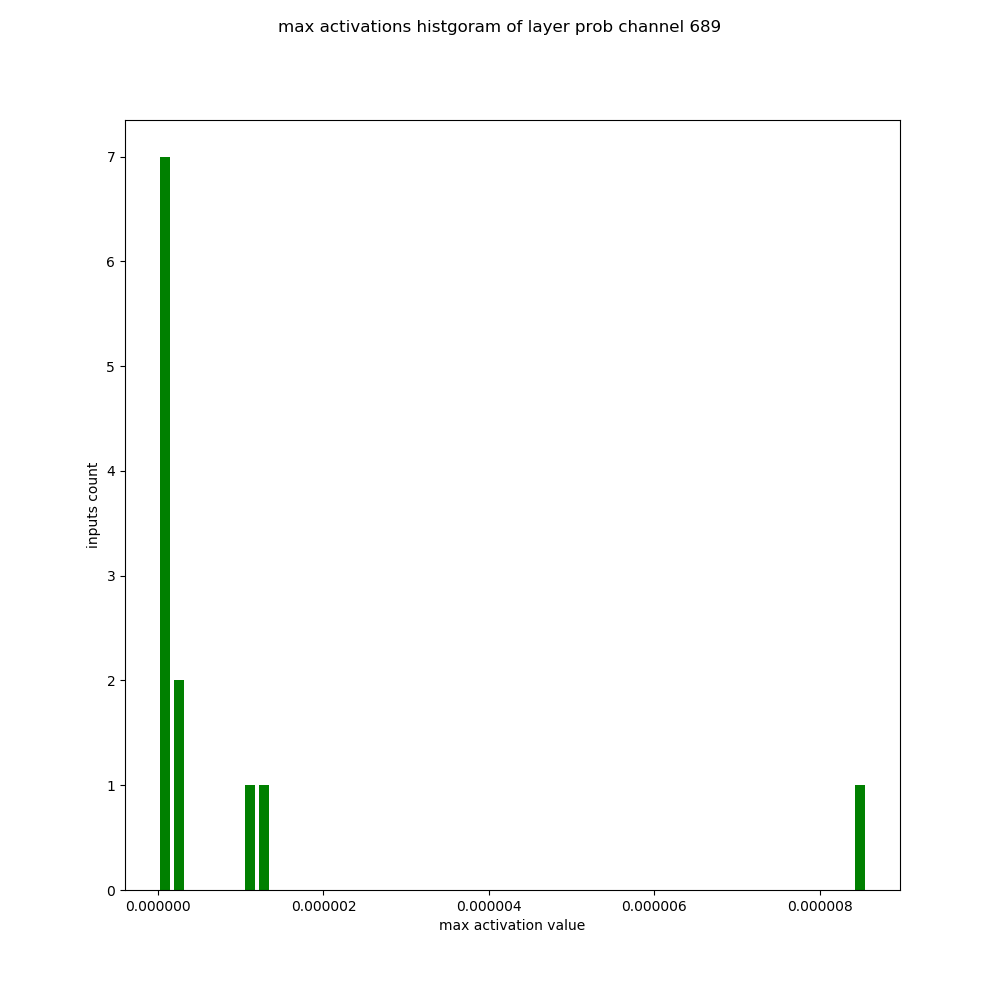 max activations histgoram of layer prob channel 689
7
6
5
4
3
2
1
0
inputs count
0.000000 0.000002 0.000004 0.000006 0.000008
max activation value